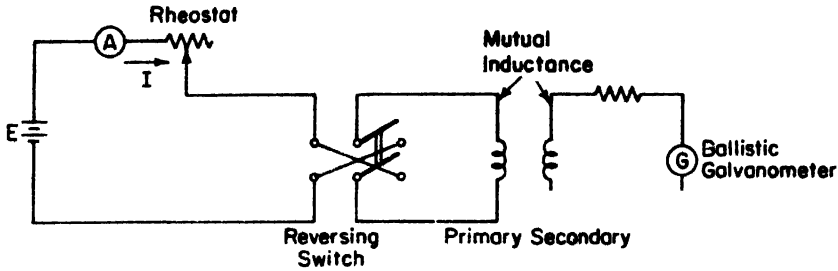 Rheostat
A
I
E
Mutual
Inductance
G
Ballistic
Galvanometer
Reversing
Switch
Primary Secondary